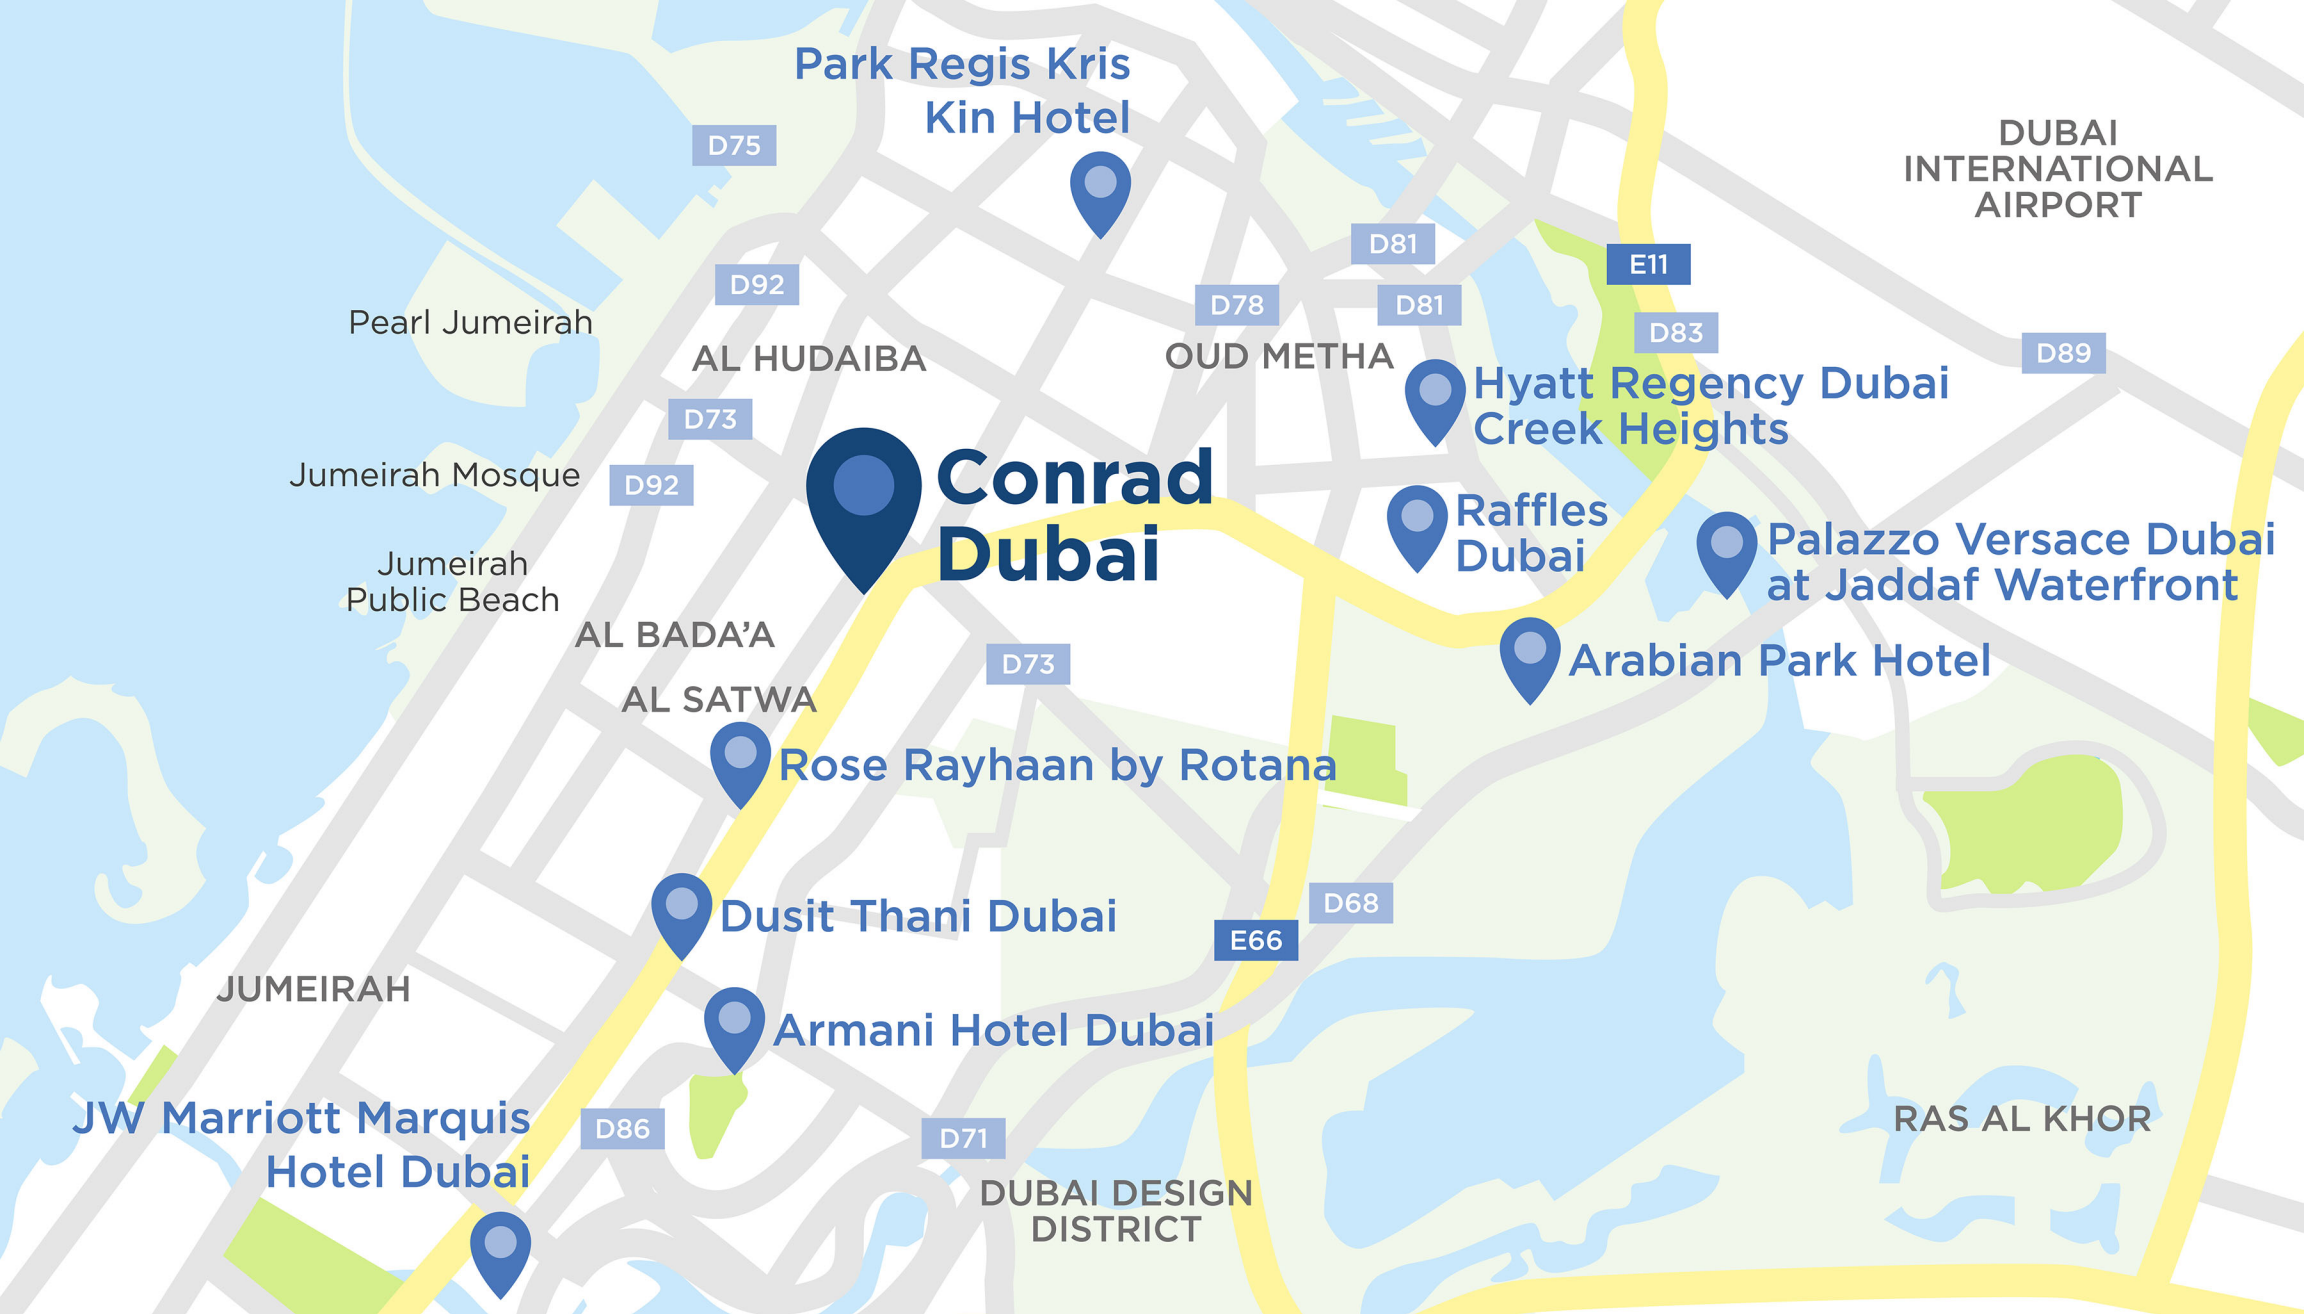 Park Regis Kris
Kin Hotel
D75
DUBAI
INTERNATIONAL
AIRPORT
D81
E11
D92
D78
D81
Pearl Jumeirah
D83
AL HUDAIBA
OUD METHA
D89
Hyatt Regency Dubai
Creek Heights
D73
Conrad
Dubai
Jumeirah Mosque
D92
Raffles
Dubai
Palazzo Versace Dubai
at Jaddaf Waterfront
Jumeirah
Public Beach
AL BADA’A
D73
Arabian Park Hotel
AL SATWA
Rose Rayhaan by Rotana
D68
Dusit Thani Dubai
E66
JUMEIRAH
Armani Hotel Dubai
JW Marriott Marquis
Hotel Dubai
D86
D71
RAS AL KHOR
DUBAI DESIGN
DISTRICT